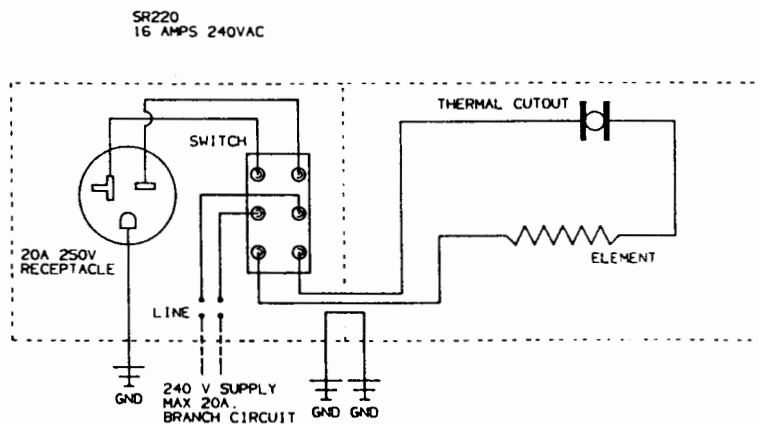 SR220
16 AMPS 240VAC
THERMAL CUTOUT
SWITCH
20A 250V
RECEPTACLE
ELEMENT
LINE
GND
240 V SUPPLY
MAX 20A.
BRANCH CIRCUIT
GND GND